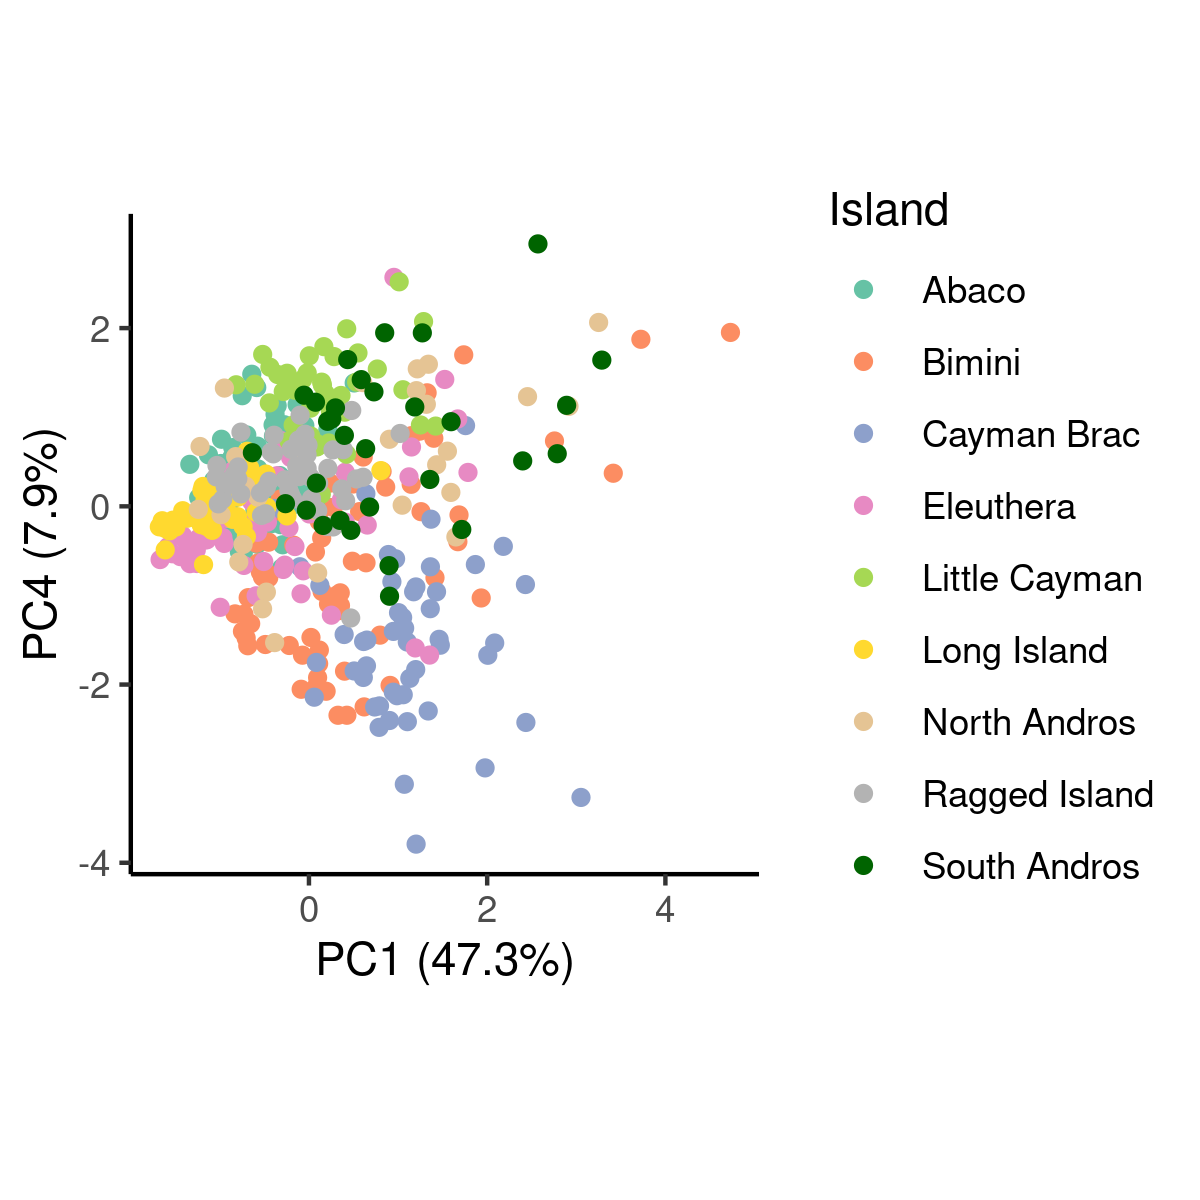 Island
Abaco
Bimini
Cayman Brac
Eleuthera
Little Cayman
Long Island
North Andros
Ragged Island
South Andros
PC4 (7.9%)
2
0
-2
-4
0 2 4
PC1 (47.3%)